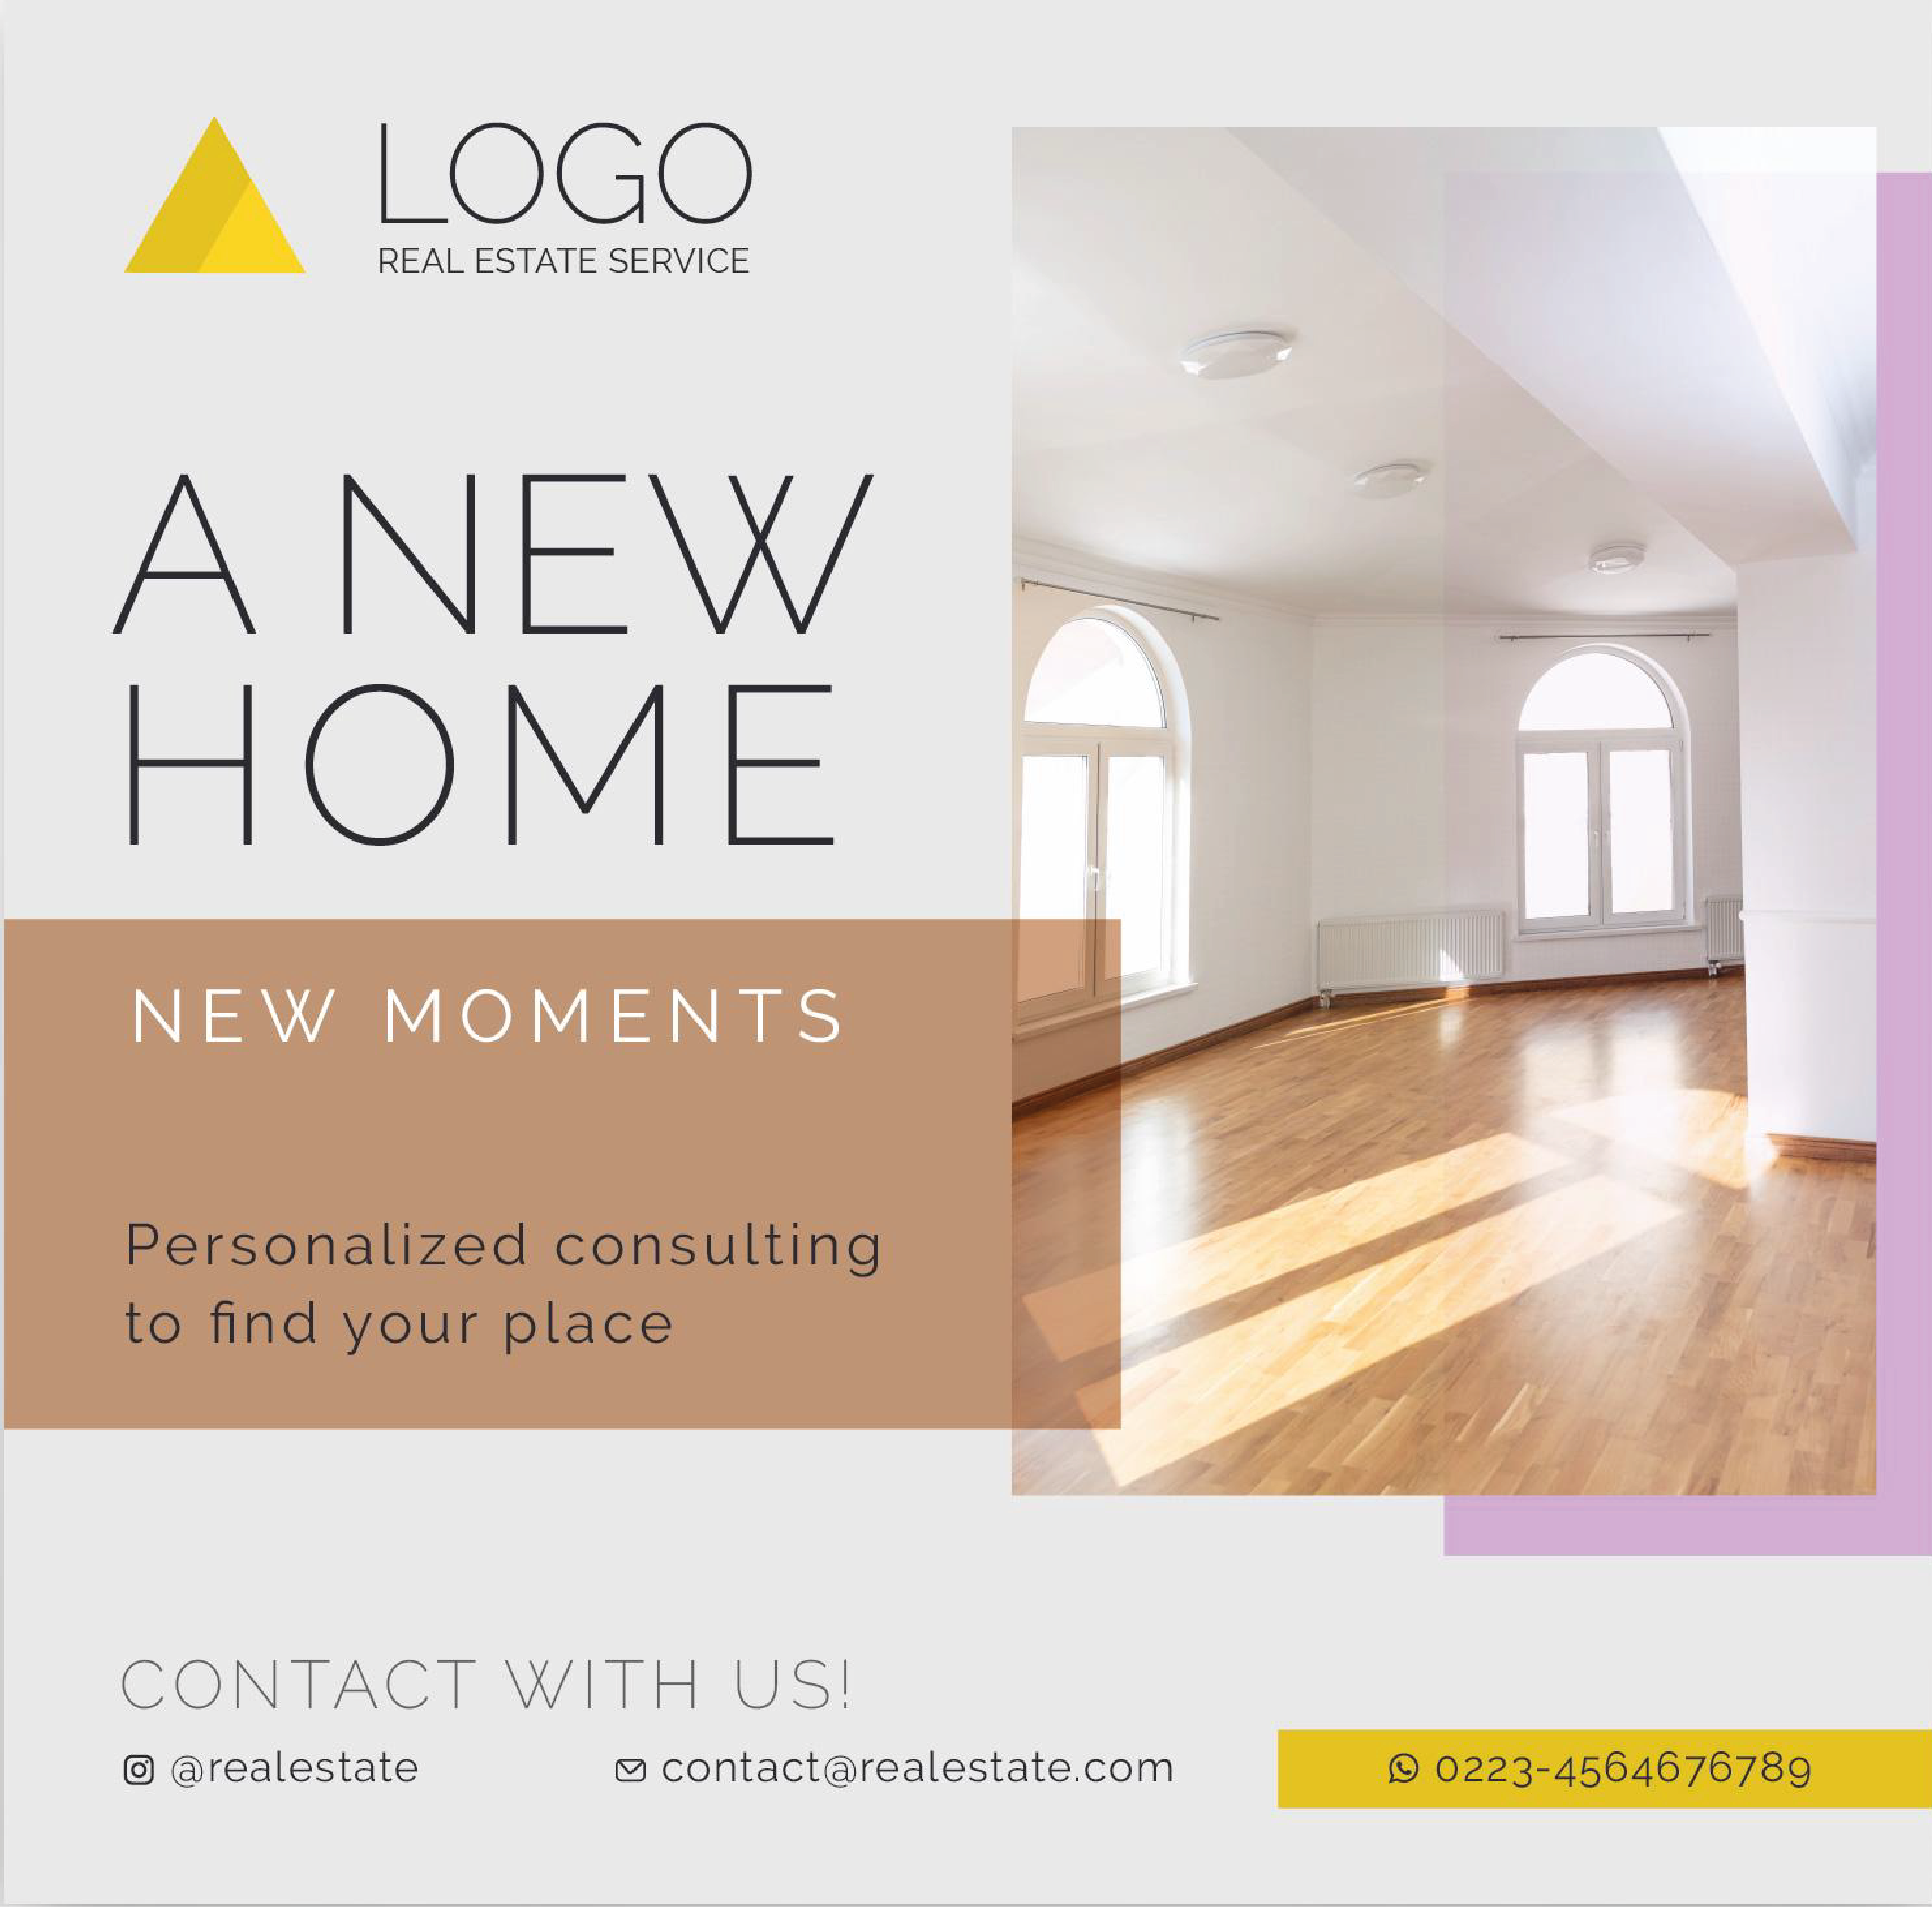 LOGO
REAL ESTATE SERVICE
A NEW
HOME
NEW MOMENTS
Personalized consulting
to find your place
CONTACT WITH US!
@realestate
contact@realestate.com
0223-4564676789